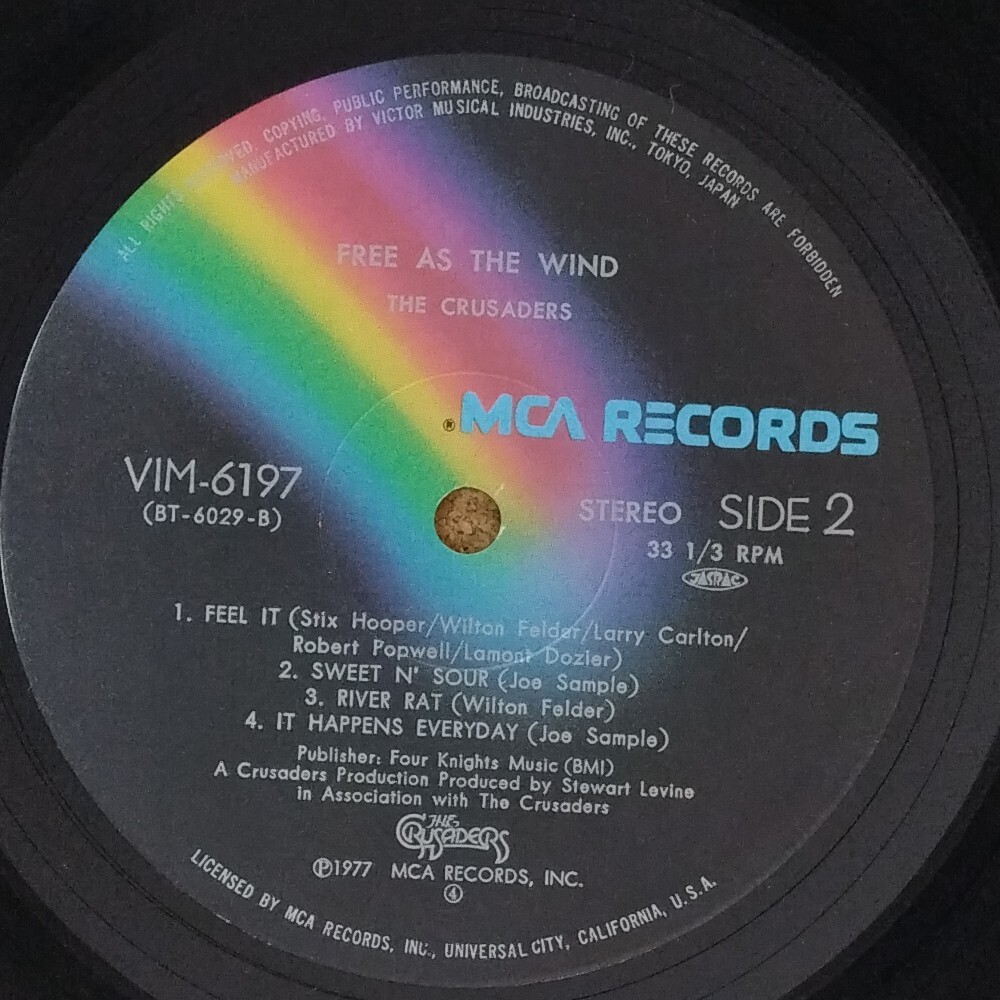 ALL RIGHTS RESERVED, COPYING, PUBLIC PERFORMANCE, BROADCASTING OF THESE RECORDS ARE FORBIDDEN
MANUFACTURED BY VICTOR MUSICAL INDUSTRIES, INC., TOKYO, JAPAN
FREE AS THE WIND
THE CRUSADERS
® MCA RECORDS
VIM-6197
(BT-6029-B)
STEREO SIDE 2
33 1/3 RPM
JASRAC
1. FEEL IT (Stix Hooper/Wilton Felder/Larry Carlton/
Robert Popwell/Lamont Dozier)
2. SWEET N' SOUR (Joe Sample)
3. RIVER RAT (Wilton Felder)
4. IT HAPPENS EVERYDAY (Joe Sample)
Publisher: Four Knights Music (BMI)
A Crusaders Production Produced by Stewart Levine
in Association with The Crusaders
THE CRUSADERS
℗1977 MCA RECORDS, INC.
④
LICENSED BY MCA RECORDS, INC., UNIVERSAL CITY, CALIFORNIA, U.S.A.